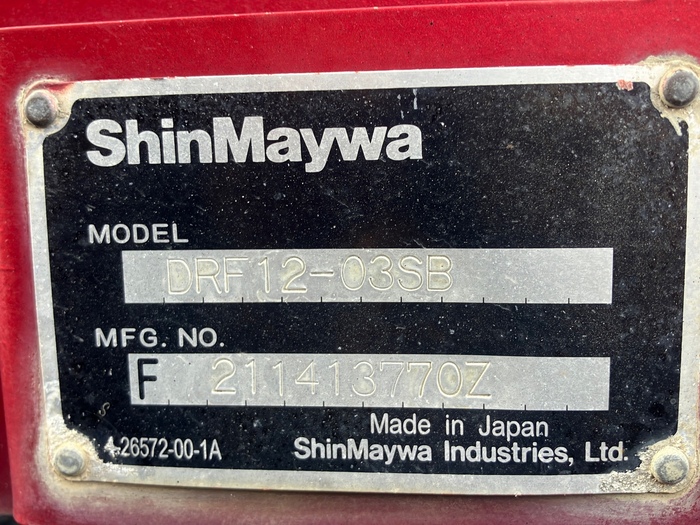 ShinMaywa
MODEL
DRF12-03SB
MFG. NO.
F 211413770Z
Made in Japan
4-26572-00-1A ShinMaywa Industries, Ltd.